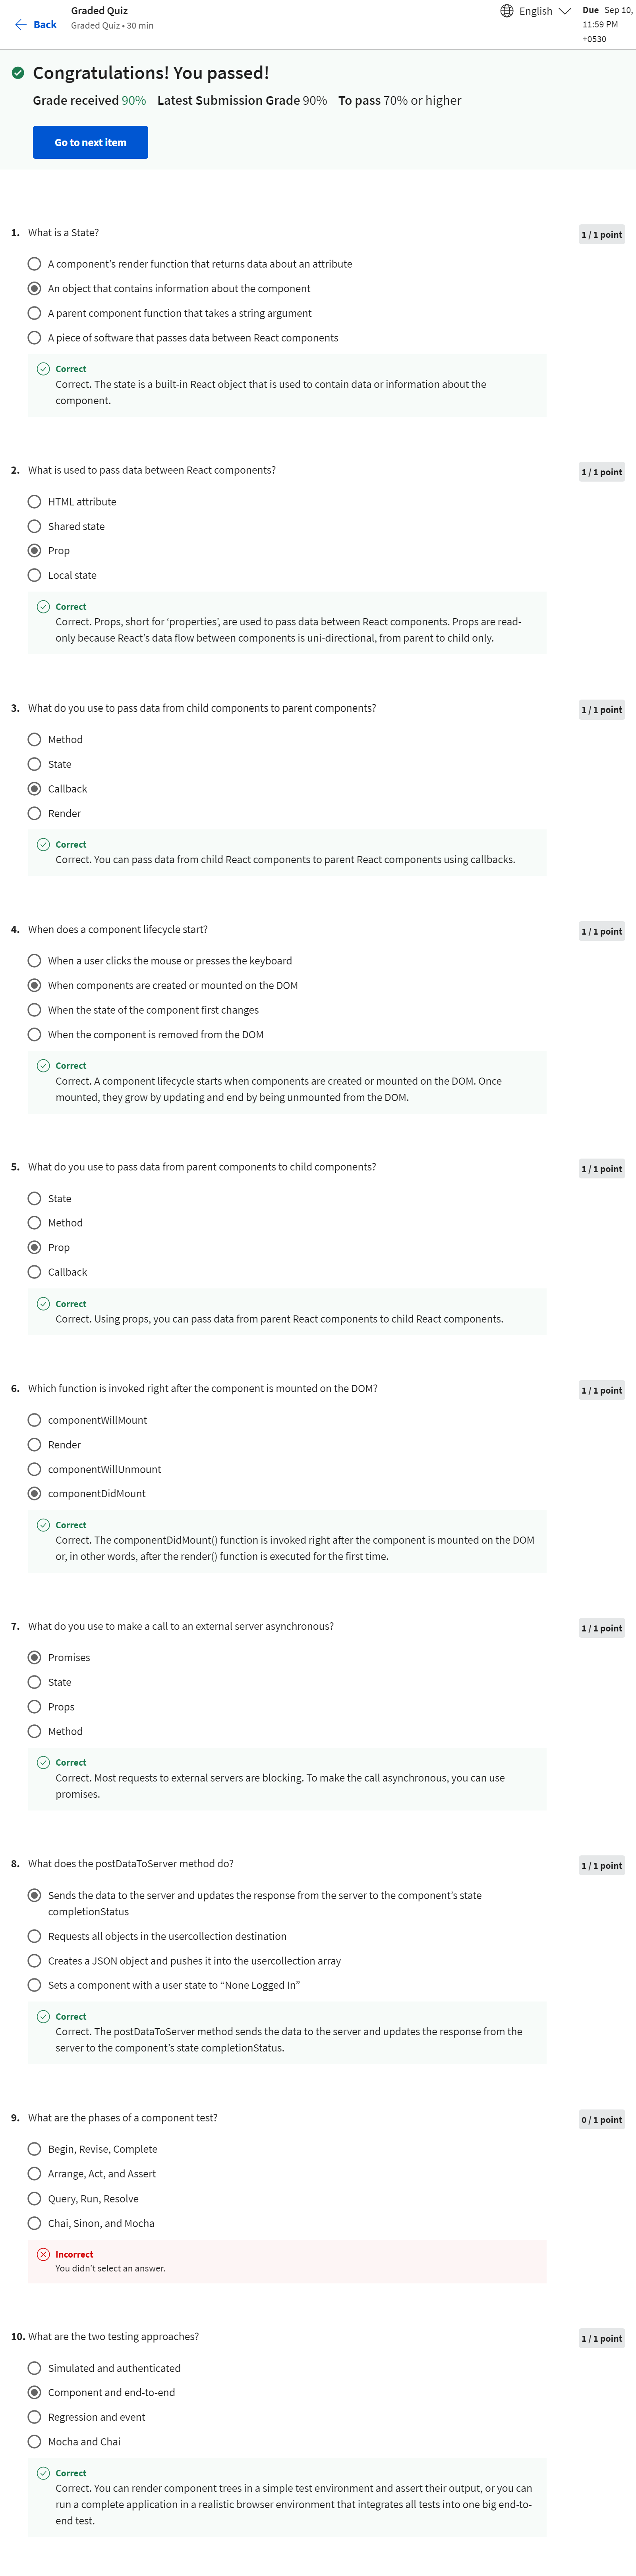 Back
Graded Quiz
Graded Quiz • 30 min
English
Due Sep 10,
11:59 PM
+0530
Congratulations! You passed!
Grade received 90% Latest Submission Grade 90% To pass 70% or higher
Go to next item
1. What is a State?
1 / 1 point
A component’s render function that returns data about an attribute
An object that contains information about the component
A parent component function that takes a string argument
A piece of software that passes data between React components
Correct
Correct. The state is a built-in React object that is used to contain data or information about the
component.
2. What is used to pass data between React components?
1 / 1 point
HTML attribute
Shared state
Prop
Local state
Correct
Correct. Props, short for ‘properties’, are used to pass data between React components. Props are read-
only because React’s data flow between components is uni-directional, from parent to child only.
3. What do you use to pass data from child components to parent components?
1 / 1 point
Method
State
Callback
Render
Correct
Correct. You can pass data from child React components to parent React components using callbacks.
4. When does a component lifecycle start?
1 / 1 point
When a user clicks the mouse or presses the keyboard
When components are created or mounted on the DOM
When the state of the component first changes
When the component is removed from the DOM
Correct
Correct. A component lifecycle starts when components are created or mounted on the DOM. Once
mounted, they grow by updating and end by being unmounted from the DOM.
5. What do you use to pass data from parent components to child components?
1 / 1 point
State
Method
Prop
Callback
Correct
Correct. Using props, you can pass data from parent React components to child React components.
6. Which function is invoked right after the component is mounted on the DOM?
1 / 1 point
componentWillMount
Render
componentWillUnmount
componentDidMount
Correct
Correct. The componentDidMount() function is invoked right after the component is mounted on the DOM
or, in other words, after the render() function is executed for the first time.
7. What do you use to make a call to an external server asynchronous?
1 / 1 point
Promises
State
Props
Method
Correct
Correct. Most requests to external servers are blocking. To make the call asynchronous, you can use
promises.
8. What does the postDataToServer method do?
1 / 1 point
Sends the data to the server and updates the response from the server to the component’s state
completionStatus
Requests all objects in the usercollection destination
Creates a JSON object and pushes it into the usercollection array
Sets a component with a user state to “None Logged In”
Correct
Correct. The postDataToServer method sends the data to the server and updates the response from the
server to the component’s state completionStatus.
9. What are the phases of a component test?
0 / 1 point
Begin, Revise, Complete
Arrange, Act, and Assert
Query, Run, Resolve
Chai, Sinon, and Mocha
Incorrect
You didn’t select an answer.
10. What are the two testing approaches?
1 / 1 point
Simulated and authenticated
Component and end-to-end
Regression and event
Mocha and Chai
Correct
Correct. You can render component trees in a simple test environment and assert their output, or you can
run a complete application in a realistic browser environment that integrates all tests into one big end-to-
end test.